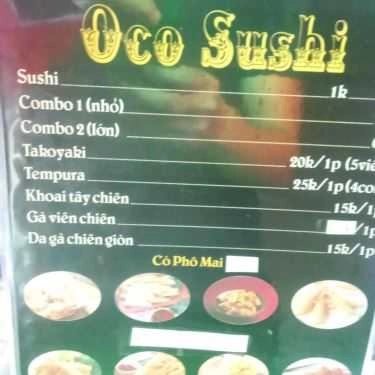 Oco Sushi
Sushi 1k
Combo 1 (nhỏ)
Combo 2 (lớn)
Takoyaki 20k/1p (5viê
Tempura 25k/1p (4co
Khoai tây chiên 15k/1p
Gà viên chiên /1p
Da gà chiên giòn 15k/1p
Có Phô Mai